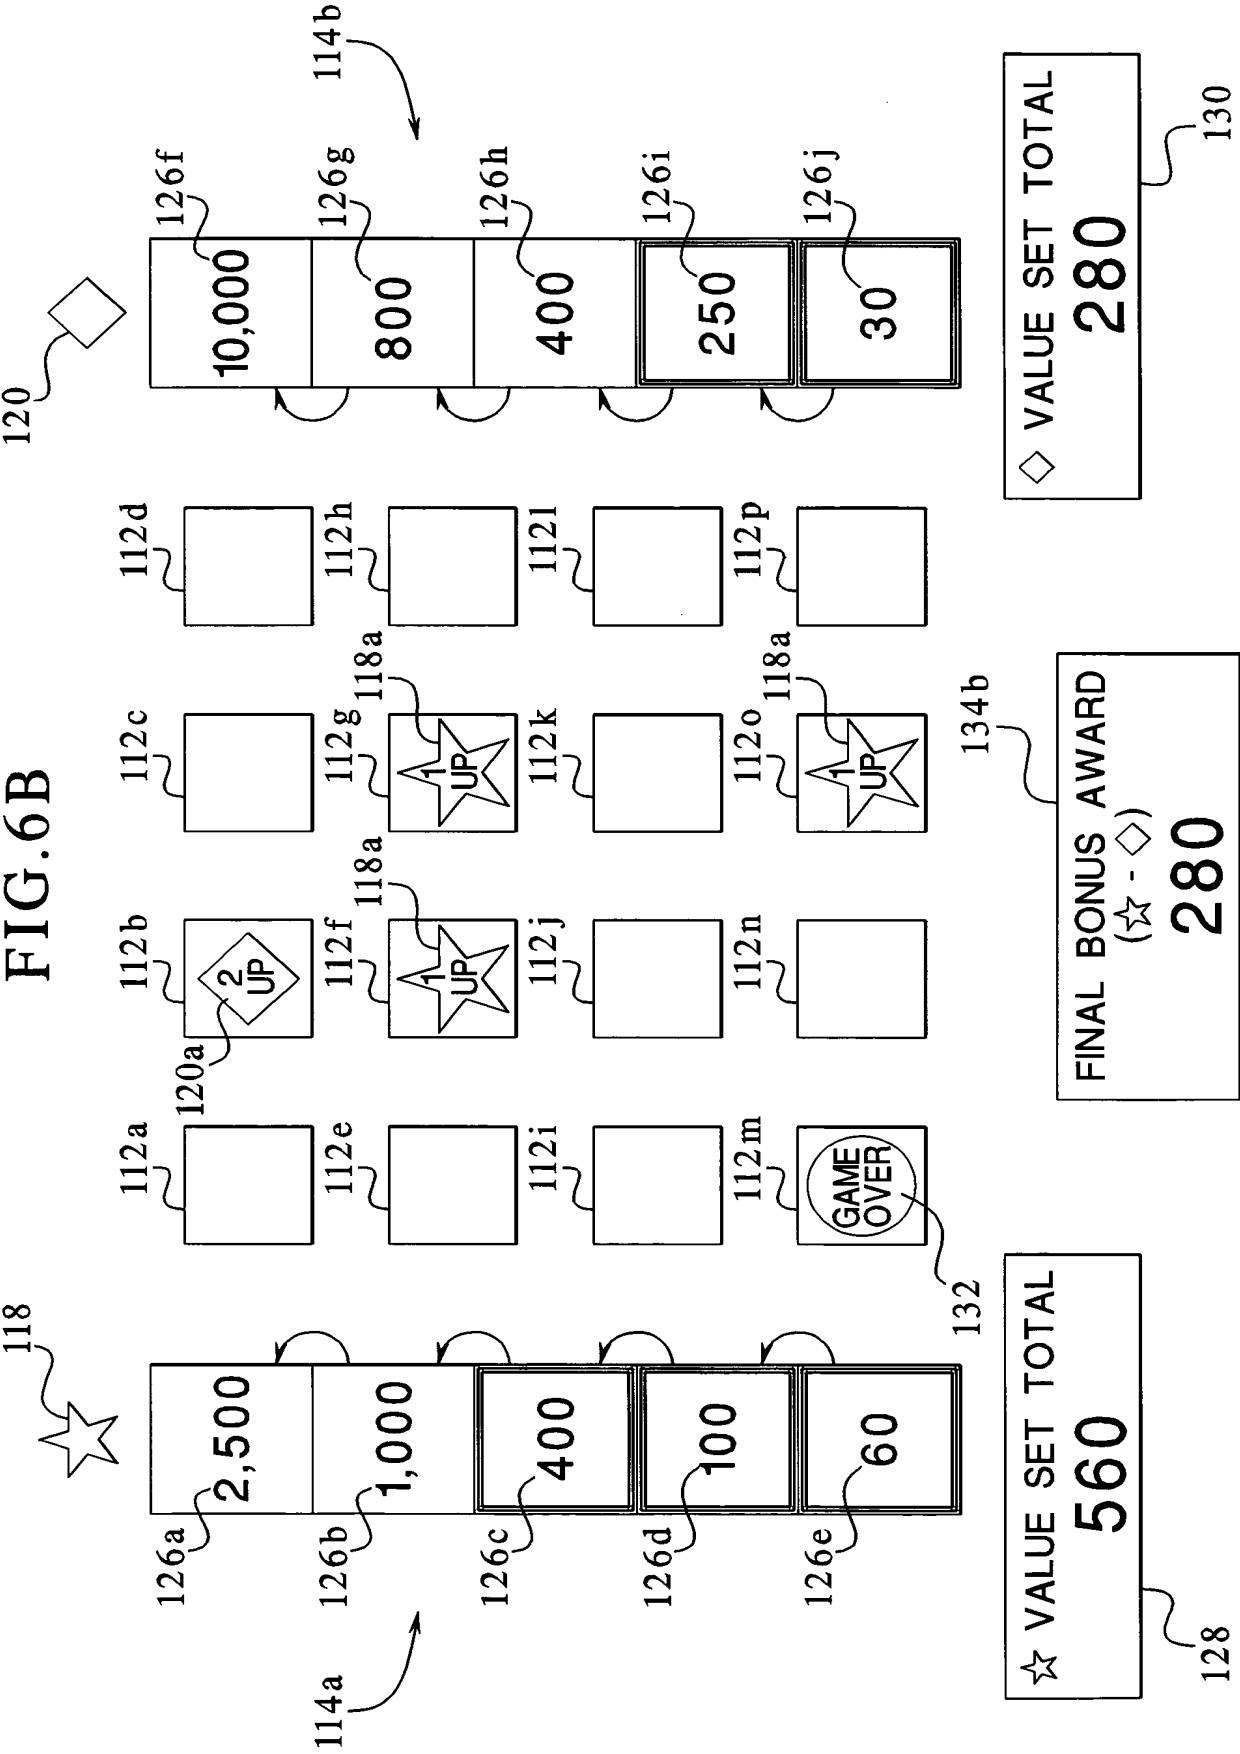 FIG.6B
118
120
112a
112b
112c
112d
126a
2,500
120a
2
UP
10,000
126f
112e
112f
118a
112g
118a
112h
126b
1,000
1
UP
1
UP
800
126g
114a
114b
112i
112j
112k
112l
126c
400
400
126h
112m
112n
112o
118a
112p
126d
100
250
126i
126e
60
GAME
OVER
1
UP
30
126j
132
☆ VALUE SET TOTAL
560
128
134b
FINAL BONUS AWARD
(☆ - ◇)
280
◇ VALUE SET TOTAL
280
130